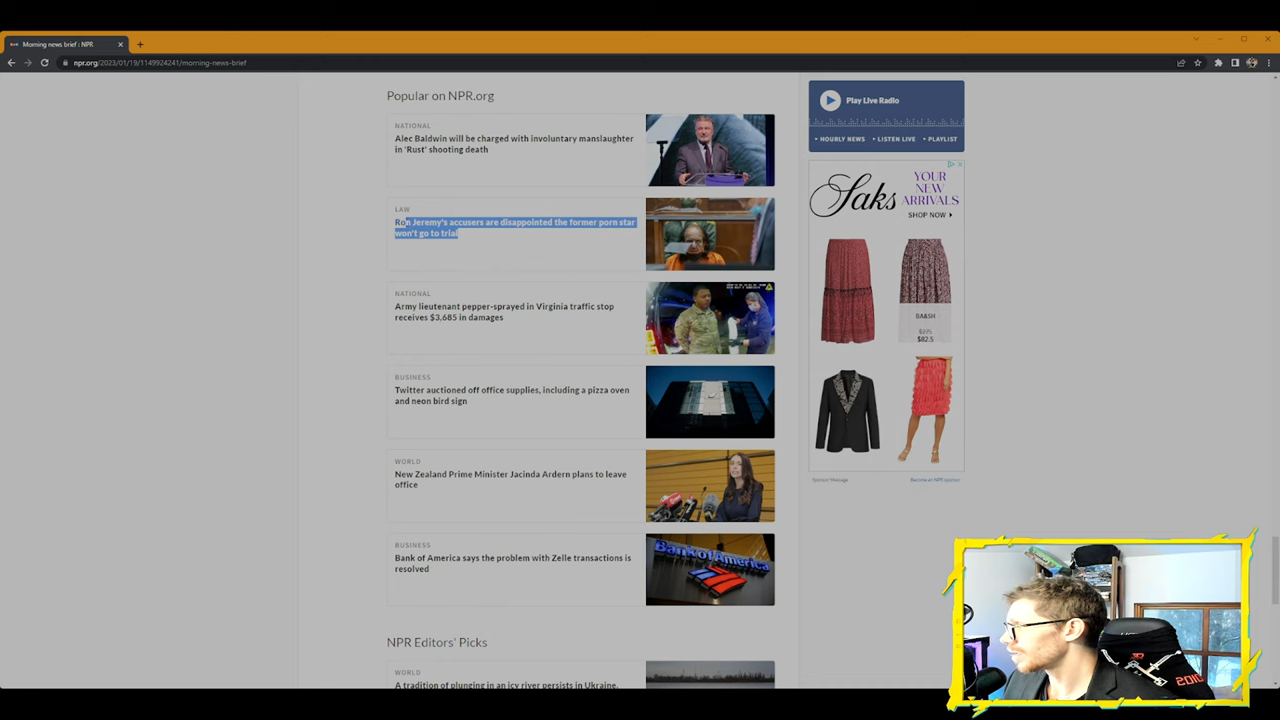 Morning news brief : NPR
npr.org/2023/01/19/1149924241/morning-news-brief
Popular on NPR.org
NATIONAL
Alec Baldwin will be charged with involuntary manslaughter
in 'Rust' shooting death
LAW
Ron Jeremy's accusers are disappointed the former porn star
won't go to trial
NATIONAL
Army lieutenant pepper-sprayed in Virginia traffic stop
receives $3,685 in damages
BUSINESS
Twitter auctioned off office supplies, including a pizza oven
and neon bird sign
WORLD
New Zealand Prime Minister Jacinda Ardern plans to leave
office
BUSINESS
Bank of America says the problem with Zelle transactions is
resolved
Bank of America
NPR Editors' Picks
WORLD
A tradition of plunging in an icy river persists in Ukraine,
Play Live Radio
HOURLY NEWS LISTEN LIVE PLAYLIST
Saks
YOUR
NEW
ARRIVALS
SHOP NOW
BA&SH
$82.5
Sponsor Message
Become an NPR sponsor